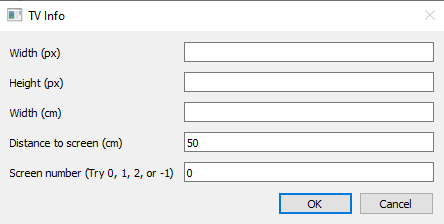 TV Info
Width (px)
Height (px)
Width (cm)
Distance to screen (cm) 50
Screen number (Try 0, 1, 2, or -1) 0
OK Cancel